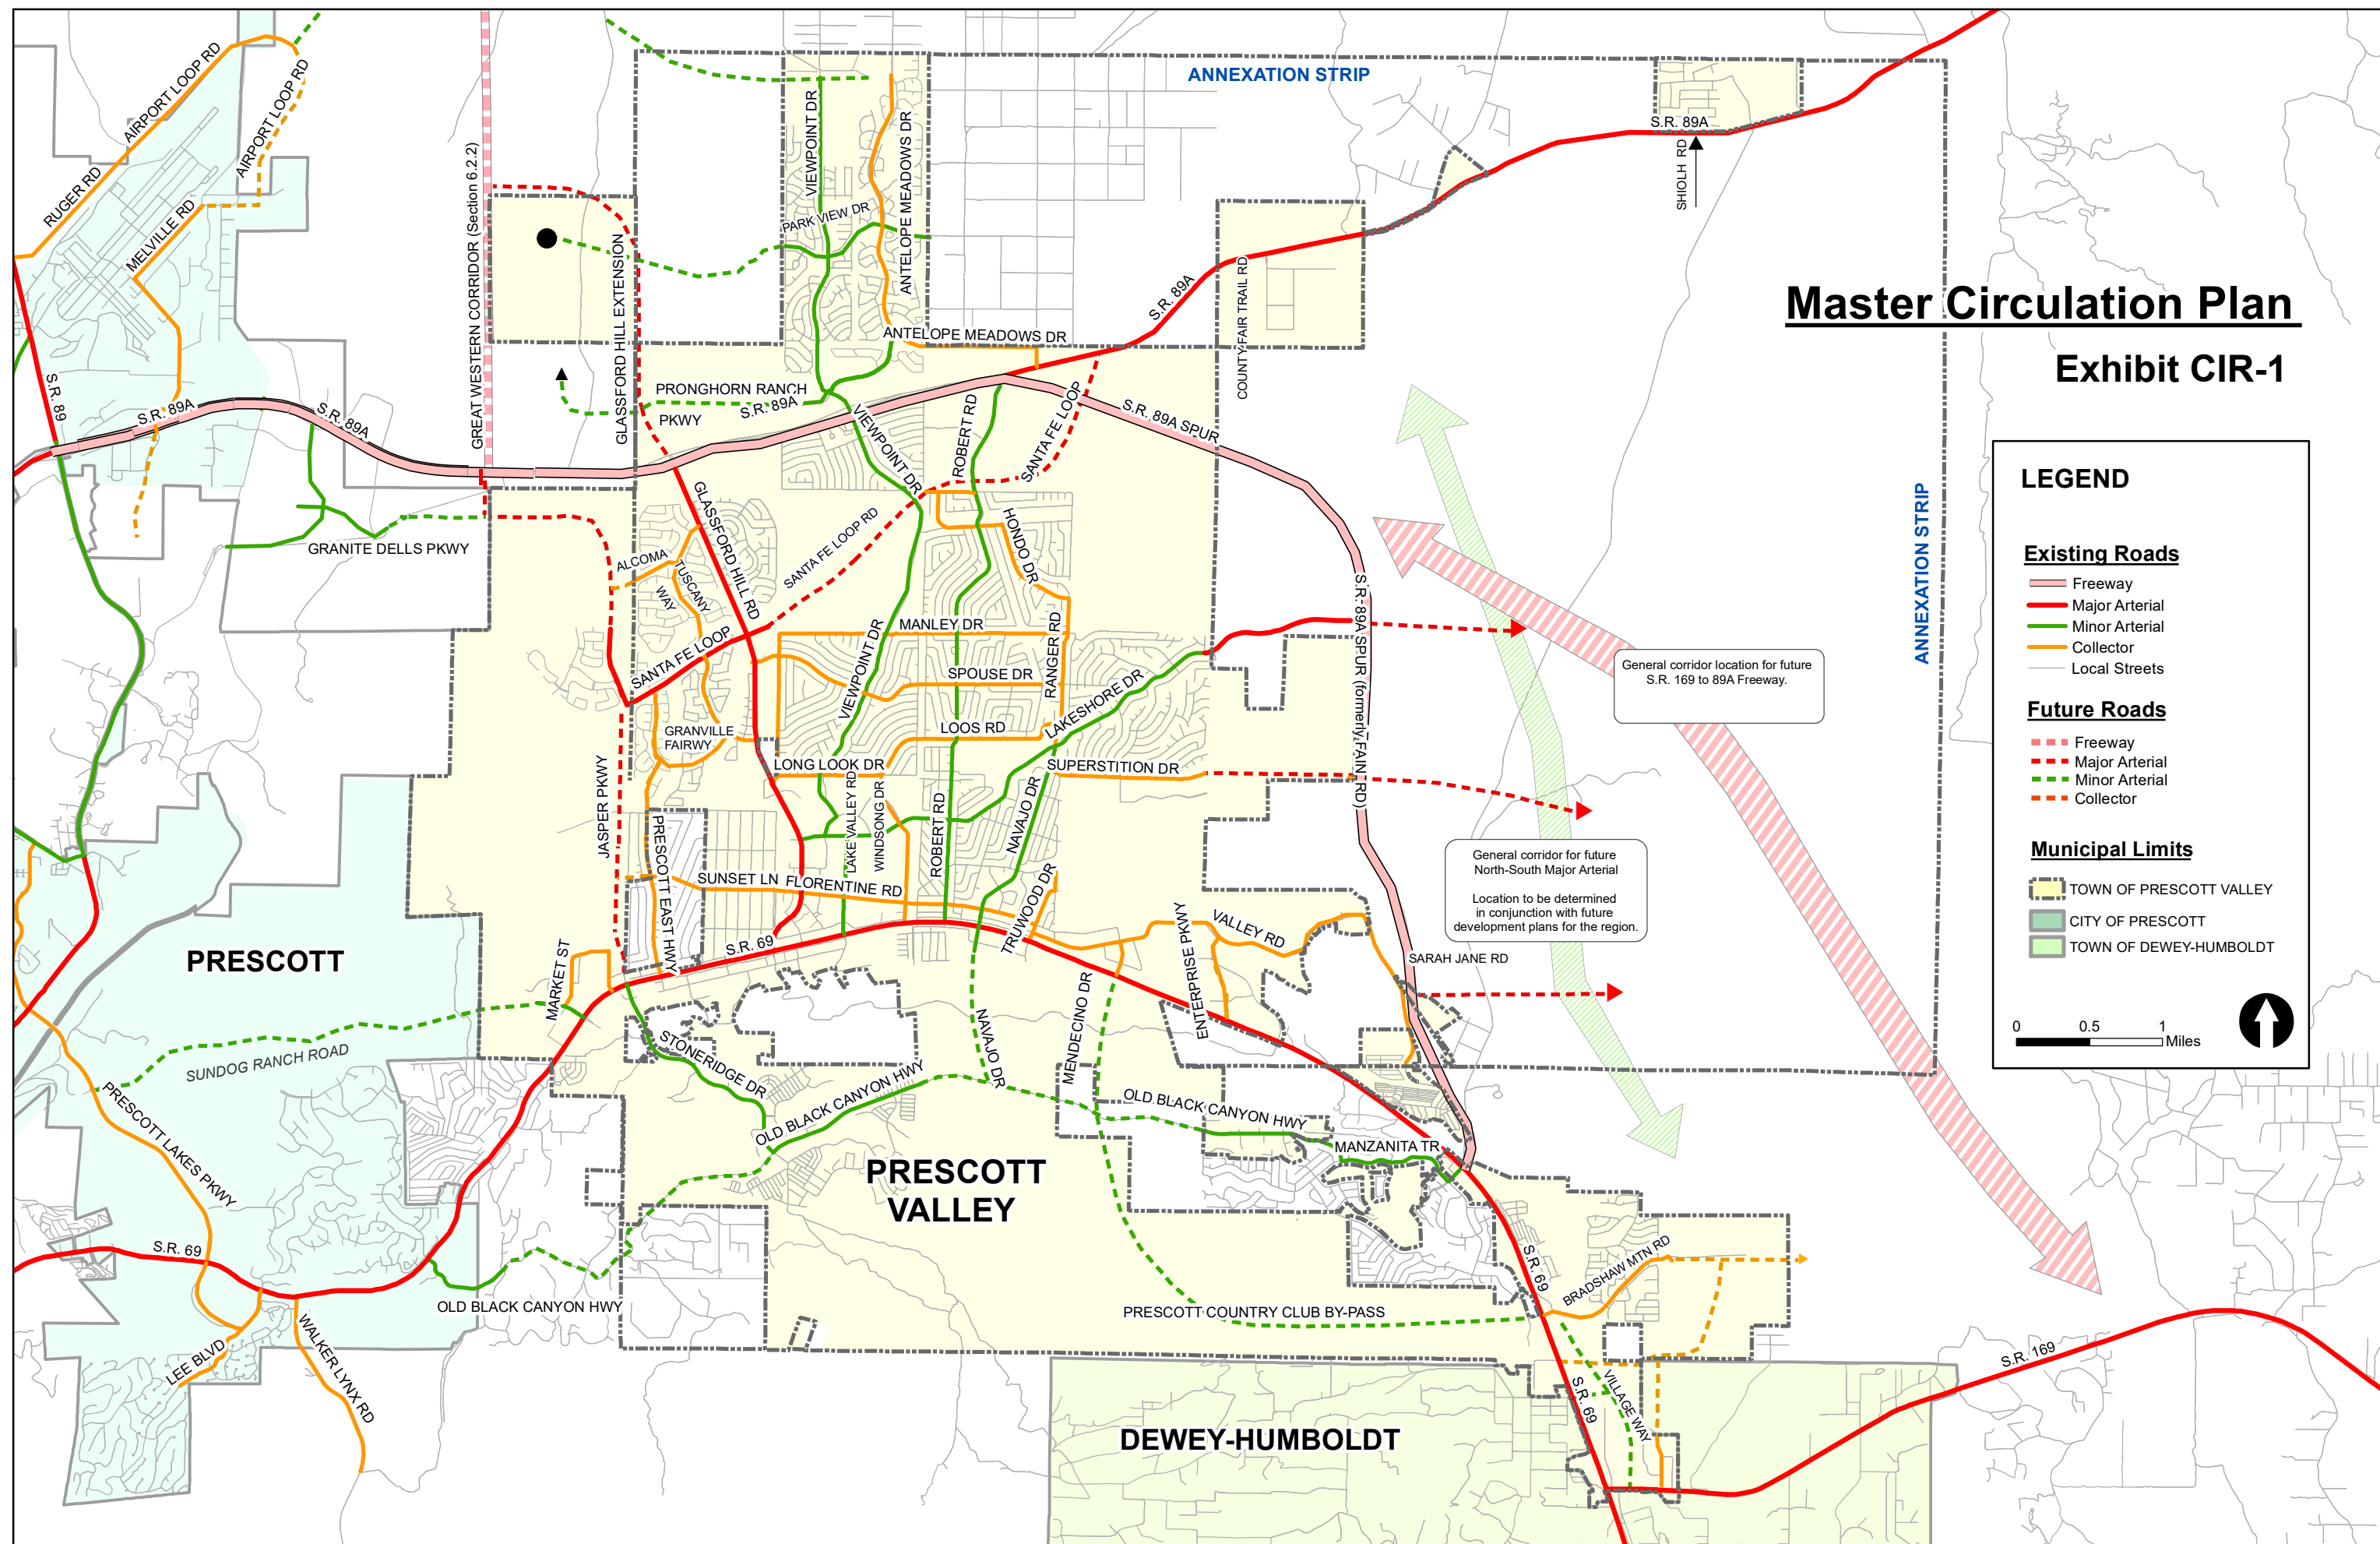 ANNEXATION STRIP
AIRPORT LOOP RD
AIRPORT LOOP RD
RUGER RD
MELVILLE RD
GREAT WESTERN CORRIDOR (Section 6.2.2)
GLASSFORD HILL EXTENSION
VIEWPOINT DR
ANTELOPE MEADOWS DR
PARK VIEW DR
ANTELOPE MEADOWS DR
S.R. 89A
SHIOLH RD
S.R. 89A
COUNTY FAIR TRAIL RD
Master Circulation Plan
Exhibit CIR-1
S.R. 89
S.R. 89A
S.R. 89A
PRONGHORN RANCH
PKWY
S.R. 89A
VIEWPOINT DR
ROBERT RD
SANTA FE LOOP
S.R. 89A SPUR
GRANITE DELLS PKWY
GLASSFORD HILL RD
SANTA FE LOOP RD
HONDO DR
ALCOMA
TUSCANY
WAY
ANNEXATION STRIP
S.R. 89A SPUR (formerly FAIN RD)
MANLEY DR
RANGER RD
SANTA FE LOOP
VIEWPOINT DR
SPOUSE DR
LAKESHORE DR
LOOS RD
GRANVILLE
FAIRWY
LONG LOOK DR
SUPERSTITION DR
JASPER PKWY
PRESCOTT EAST HWY
LAKE VALLEY RD
WINDSONG DR
ROBERT RD
NAVAJO DR
SUNSET LN
FLORENTINE RD
TRUWOOD DR
General corridor location for future
S.R. 169 to 89A Freeway.
General corridor for future
North-South Major Arterial
Location to be determined
in conjunction with future
development plans for the region.
LEGEND
Existing Roads
Freeway
Major Arterial
Minor Arterial
Collector
Local Streets
Future Roads
Freeway
Major Arterial
Minor Arterial
Collector
Municipal Limits
TOWN OF PRESCOTT VALLEY
CITY OF PRESCOTT
TOWN OF DEWEY-HUMBOLDT
0 0.5 1
Miles
PRESCOTT
MARKET ST
S.R. 69
ENTERPRISE PKWY
VALLEY RD
SARAH JANE RD
SUNDOG RANCH ROAD
STONERIDGE DR
NAVAJO DR
MENDECINO DR
OLD BLACK CANYON HWY
OLD BLACK CANYON HWY
MANZANITA TR
PRESCOTT LAKES PKWY
PRESCOTT
VALLEY
S.R. 69
OLD BLACK CANYON HWY
S.R. 69
BRADSHAW MTN RD
PRESCOTT COUNTRY CLUB BY-PASS
LEE BLVD
WALKER LYNX RD
S.R. 69
VILLAGE WAY
S.R. 169
DEWEY-HUMBOLDT